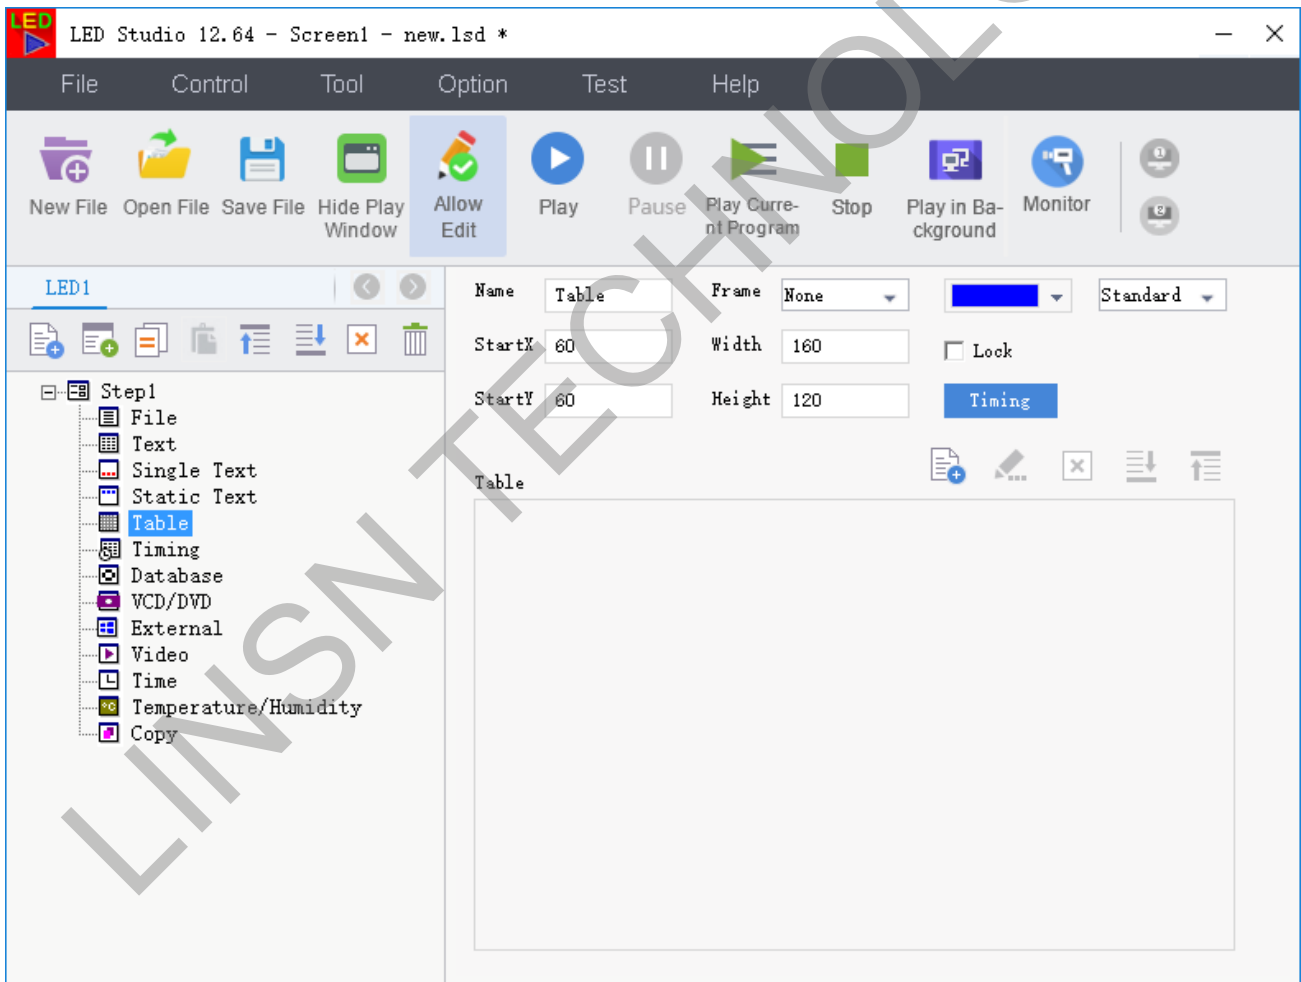 LED
LED Studio 12.64 - Screen1 - new.lsd *
File Control Tool Option Test Help
New File Open File Save File Hide Play Window Allow Edit Play Pause Play Curre-nt Program Stop Play in Ba-ckground Monitor
1
2
LED1
Name Table Frame None Standard
StartX 60 Width 160 Lock
StartY 60 Height 120 Timing
Table
Step1
File
Text
Single Text
Static Text
Table
Timing
Database
VCD/DVD
External
Video
Time
°C Temperature/Humidity
Copy
LINSN TECHNOLO